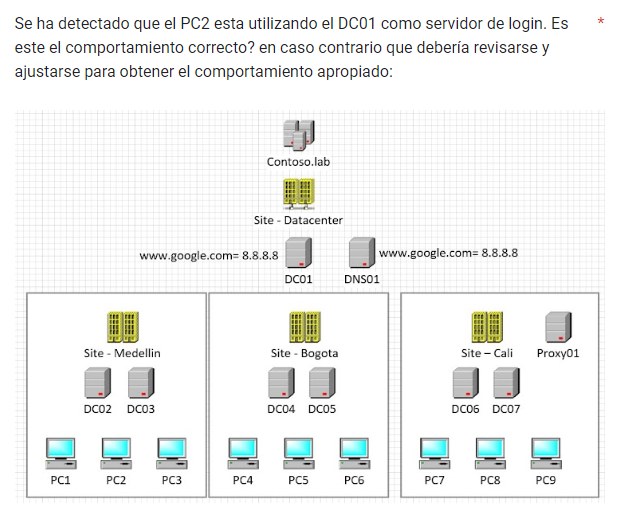 Se ha detectado que el PC2 esta utilizando el DC01 como servidor de login. Es *
este el comportamiento correcto? en caso contrario que debería revisarse y
ajustarse para obtener el comportamiento apropiado:
Contoso.lab
Site - Datacenter
www.google.com= 8.8.8.8 www.google.com= 8.8.8.8
DC01 DNS01
Site - Medellin Site - Bogota Site – Cali Proxy01
DC02 DC03 DC04 DC05 DC06 DC07
PC1 PC2 PC3 PC4 PC5 PC6 PC7 PC8 PC9